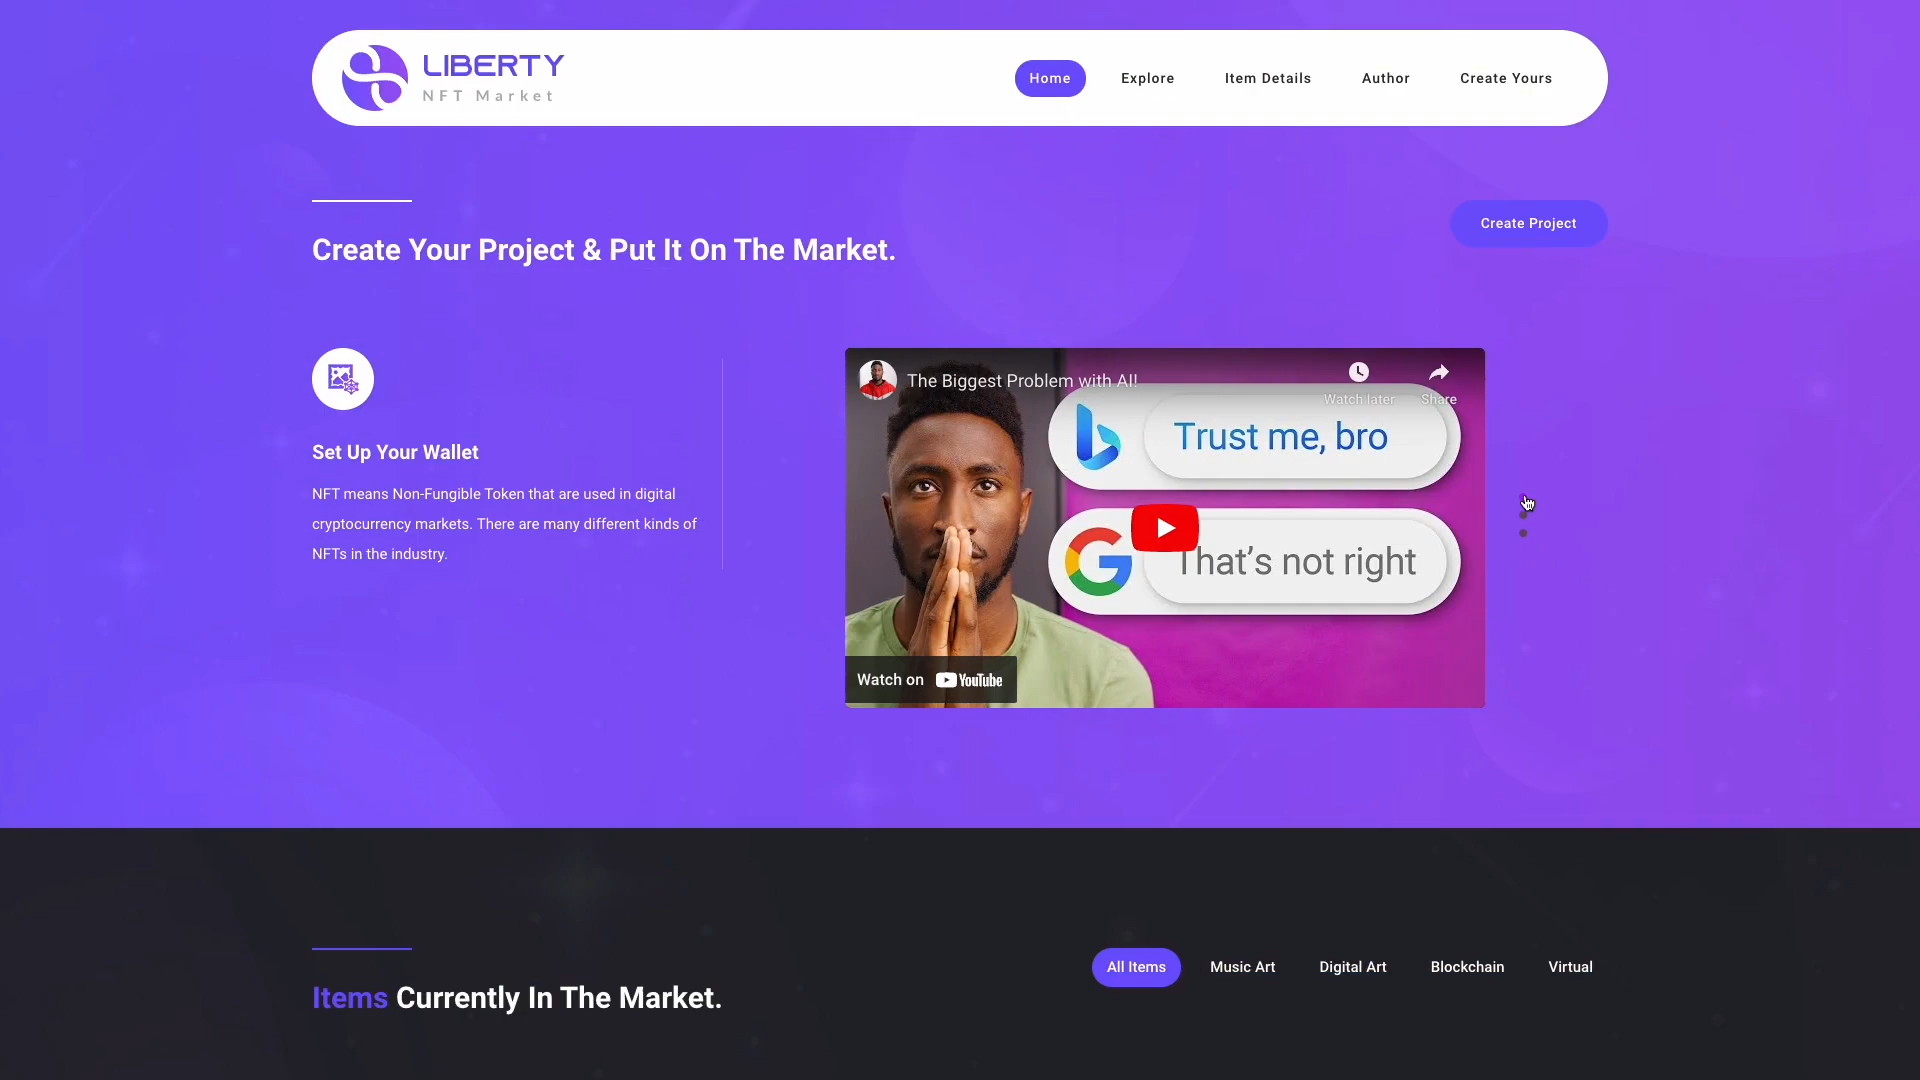 LIBERTY
NFT Market
Home
Explore
Item Details
Author
Create Yours
Create Your Project & Put It On The Market.
Create Project
Set Up Your Wallet
NFT means Non-Fungible Token that are used in digital
cryptocurrency markets. There are many different kinds of
NFTs in the industry.
The Biggest Problem with AI!
Watch later
Share
Trust me, bro
That's not right
Watch on YouTube
Items Currently In The Market.
All Items
Music Art
Digital Art
Blockchain
Virtual